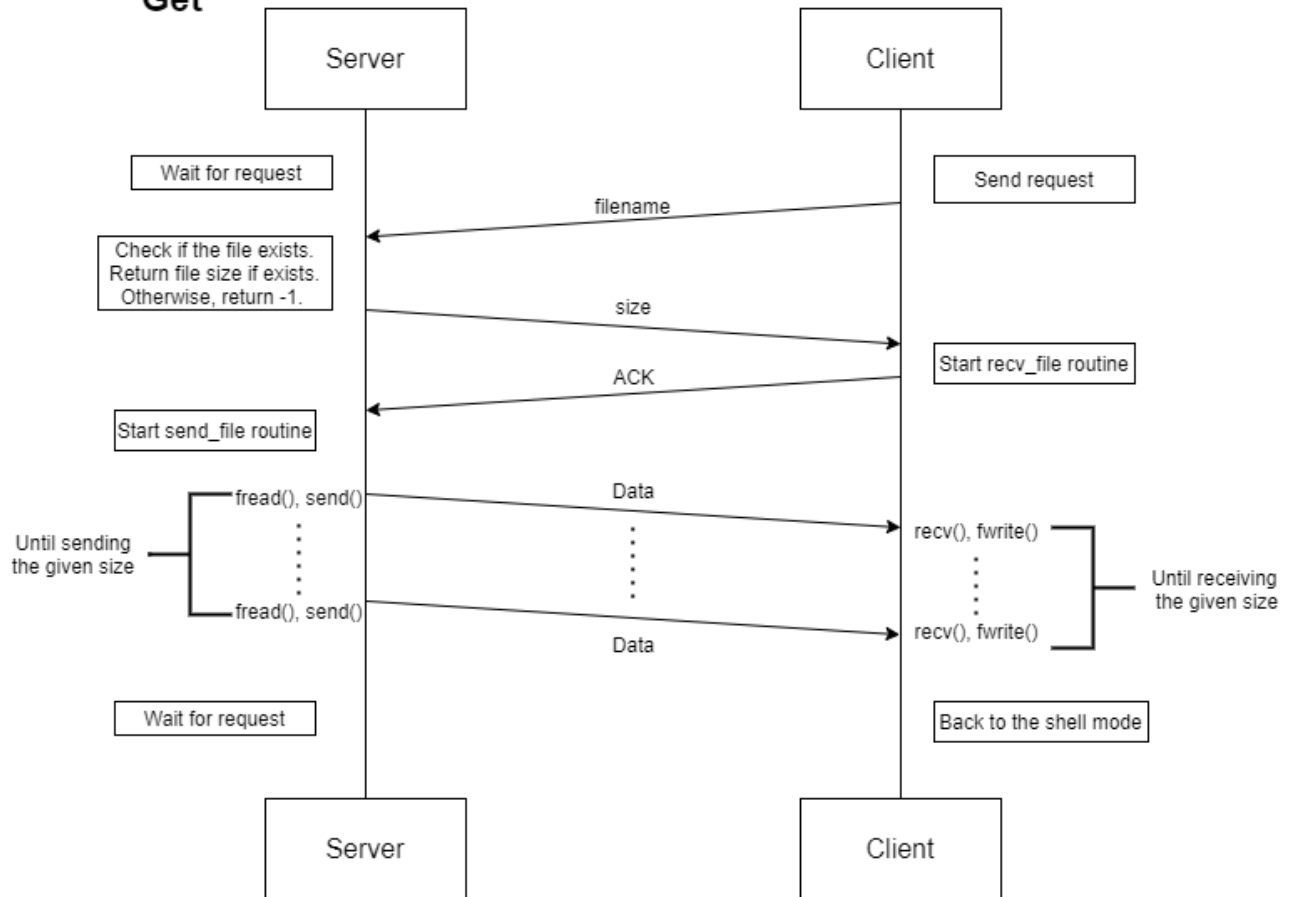 Get
Server
Client
Wait for request
Send request
filename
Check if the file exists.
Return file size if exists.
Otherwise, return -1.
size
Start recv_file routine
ACK
Start send_file routine
Data
fread(), send()
recv(), fwrite()
Until sending
the given size
Until receiving
the given size
fread(), send()
recv(), fwrite()
Data
Wait for request
Back to the shell mode
Server
Client